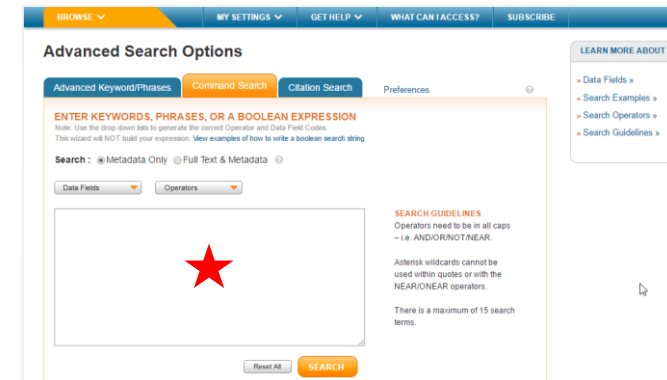 BROWSE MY SETTINGS GET HELP WHAT CAN I ACCESS? SUBSCRIBE
Advanced Search Options
Advanced Keyword/Phrases Command Search Citation Search Preferences
ENTER KEYWORDS, PHRASES, OR A BOOLEAN EXPRESSION
Note: Use the drop down lists to generate the correct Operator and Data Field Codes.
This wizard will NOT build your expression. View examples of how to write a boolean search string
Search : Metadata Only Full Text & Metadata
Data Fields Operators
SEARCH GUIDELINES
Operators need to be in all caps
– i.e. AND/OR/NOT/NEAR.
Asterisk wildcards cannot be
used within quotes or with the
NEAR/ONEAR operators.
There is a maximum of 15 search
terms.
Reset All SEARCH
LEARN MORE ABOUT
» Data Fields »
» Search Examples »
» Search Operators »
» Search Guidelines »